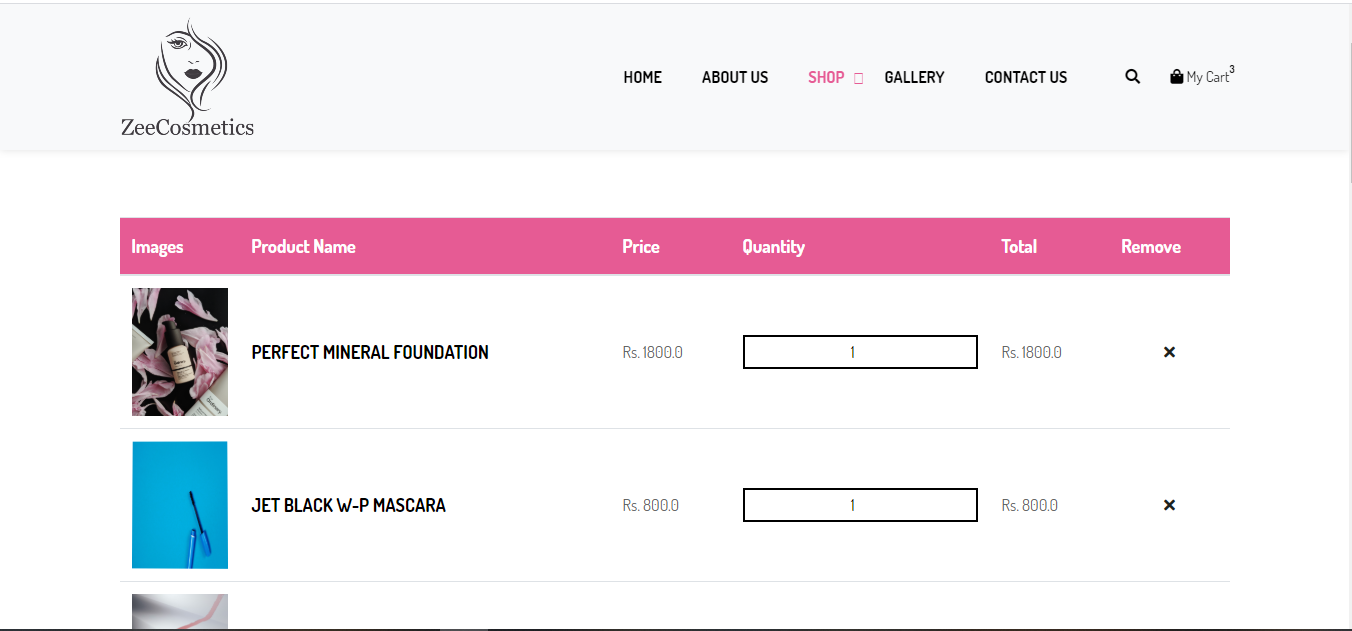 ZeeCosmetics
HOME ABOUT US SHOP GALLERY CONTACT US My Cart 3
Images Product Name Price Quantity Total Remove
PERFECT MINERAL FOUNDATION Rs. 1800.0 1 Rs. 1800.0
JET BLACK W-P MASCARA Rs. 800.0 1 Rs. 800.0